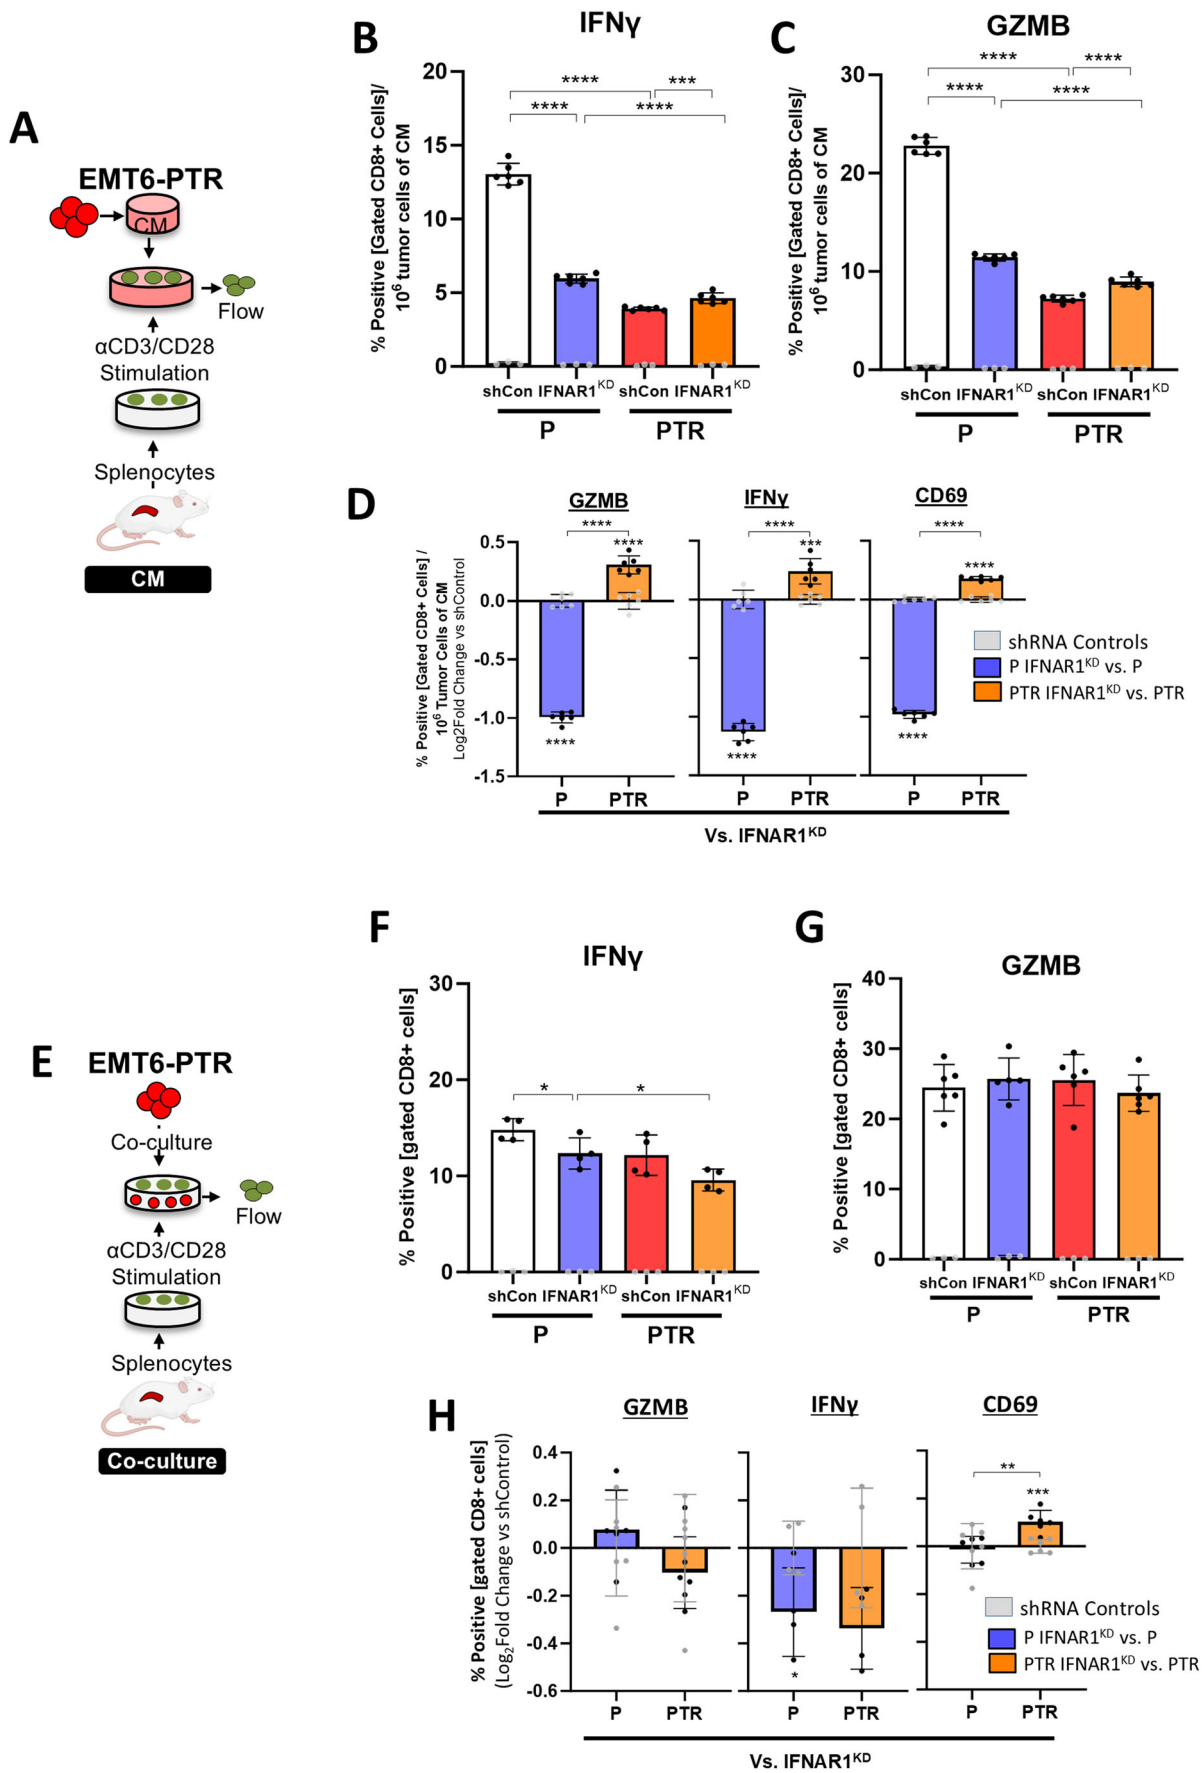 A
EMT6-PTR
CM
Flow
αCD3/CD28
Stimulation
Splenocytes
CM
B
IFNγ
% Positive [Gated CD8+ Cells]/
10⁶ tumor cells of CM
20
15
10
5
0
****
***
****
****
shCon IFNAR1ᴷᴰ shCon IFNAR1ᴷᴰ
P PTR
C
GZMB
% Positive [Gated CD8+ Cells]/
10⁶ tumor cells of CM
30
20
10
0
****
****
****
****
shCon IFNAR1ᴷᴰ shCon IFNAR1ᴷᴰ
P PTR
D
% Positive [Gated CD8+ Cells] /
10⁶ Tumor Cells of CM
Log2Fold Change vs shControl
GZMB IFNγ CD69
0.5
0.0
-0.5
-1.0
-1.5
**** **** ****
**** *** ****
**** **** ****
P PTR P PTR P PTR
Vs. IFNAR1ᴷᴰ
shRNA Controls
P IFNAR1ᴷᴰ vs. P
PTR IFNAR1ᴷᴰ vs. PTR
E
EMT6-PTR
Co-culture
Flow
αCD3/CD28
Stimulation
Splenocytes
Co-culture
F
IFNγ
% Positive [gated CD8+ cells]
30
20
10
0
* *
shCon IFNAR1ᴷᴰ shCon IFNAR1ᴷᴰ
P PTR
G
GZMB
% Positive [gated CD8+ cells]
40
30
20
10
0
shCon IFNAR1ᴷᴰ shCon IFNAR1ᴷᴰ
P PTR
H
% Positive [gated CD8+ cells]
(Log₂Fold Change vs shControl)
GZMB IFNγ CD69
0.4
0.2
0.0
-0.2
-0.4
-0.6
**
***
*
P PTR P PTR P PTR
Vs. IFNAR1ᴷᴰ
shRNA Controls
P IFNAR1ᴷᴰ vs. P
PTR IFNAR1ᴷᴰ vs. PTR